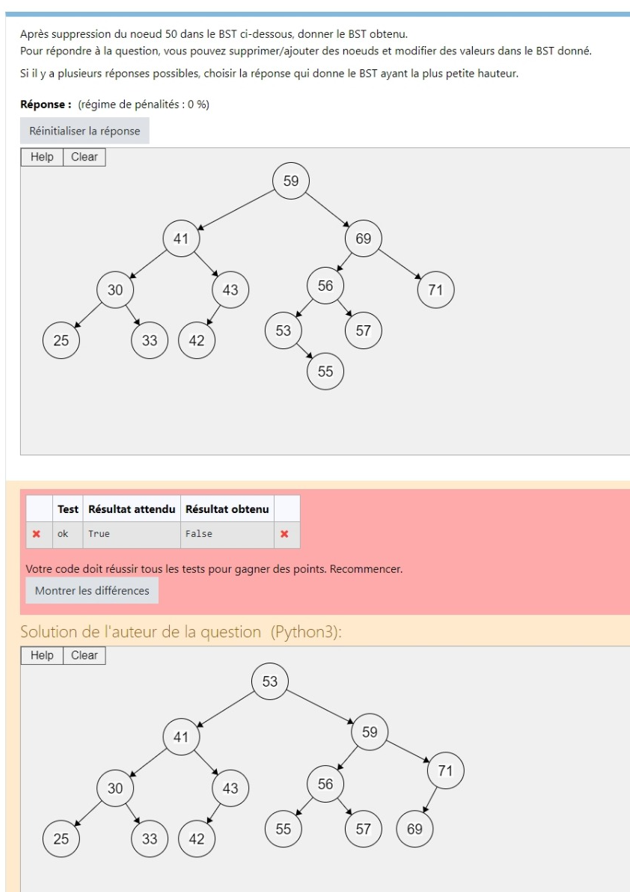 Après suppression du noeud 50 dans le BST ci-dessous, donner le BST obtenu.
Pour répondre à la question, vous pouvez supprimer/ajouter des noeuds et modifier des valeurs dans le BST donné.
Si il y a plusieurs réponses possibles, choisir la réponse qui donne le BST ayant la plus petite hauteur.
Réponse : (régime de pénalités : 0 %)
Réinitialiser la réponse
Help Clear
59
41 69
30 43 56 71
25 33 42 53 57
55
Test Résultat attendu Résultat obtenu
ok True False
Votre code doit réussir tous les tests pour gagner des points. Recommencer.
Montrer les différences
Solution de l'auteur de la question (Python3):
Help Clear
53
41 59
30 43 56 71
25 33 42 55 57 69